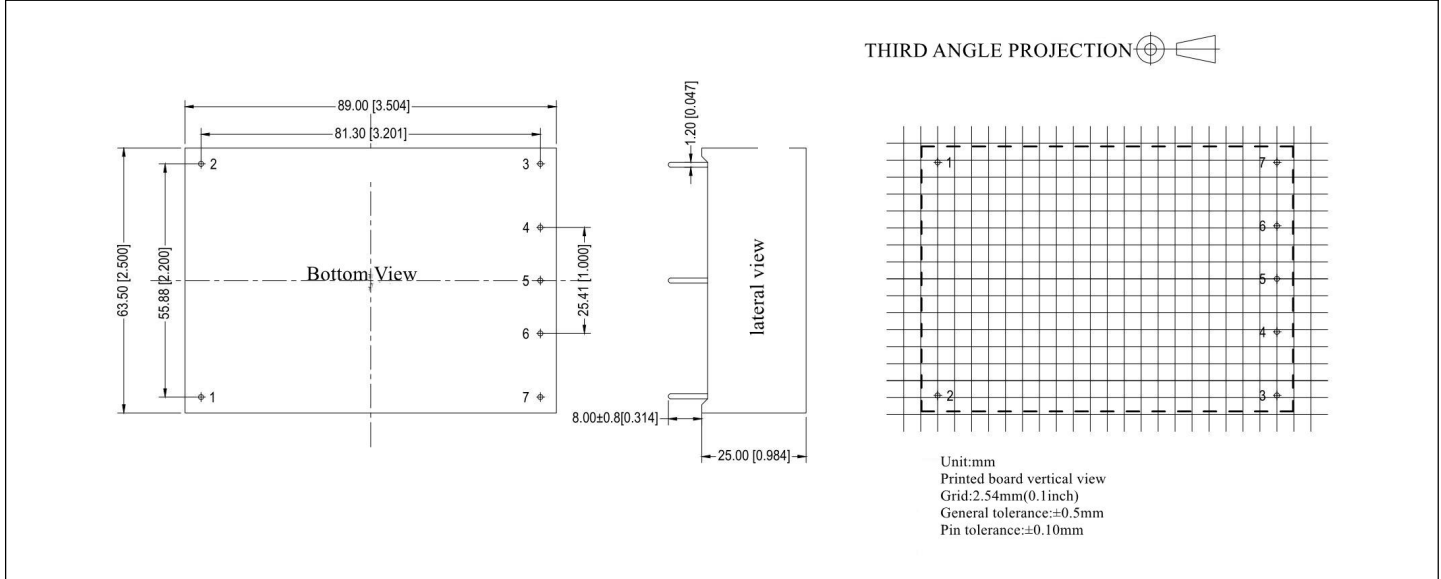 THIRD ANGLE PROJECTION
89.00 [3.504]
81.30 [3.201]
63.50 [2.500]
55.88 [2.200]
2
3
4
Bottom View
5
25.41 [1.000]
6
1
7
1.20 [0.047]
lateral view
8.00±0.8[0.314]
25.00 [0.984]
1
7
6
5
4
2
3
Unit:mm
Printed board vertical view
Grid:2.54mm(0.1inch)
General tolerance:±0.5mm
Pin tolerance:±0.10mm